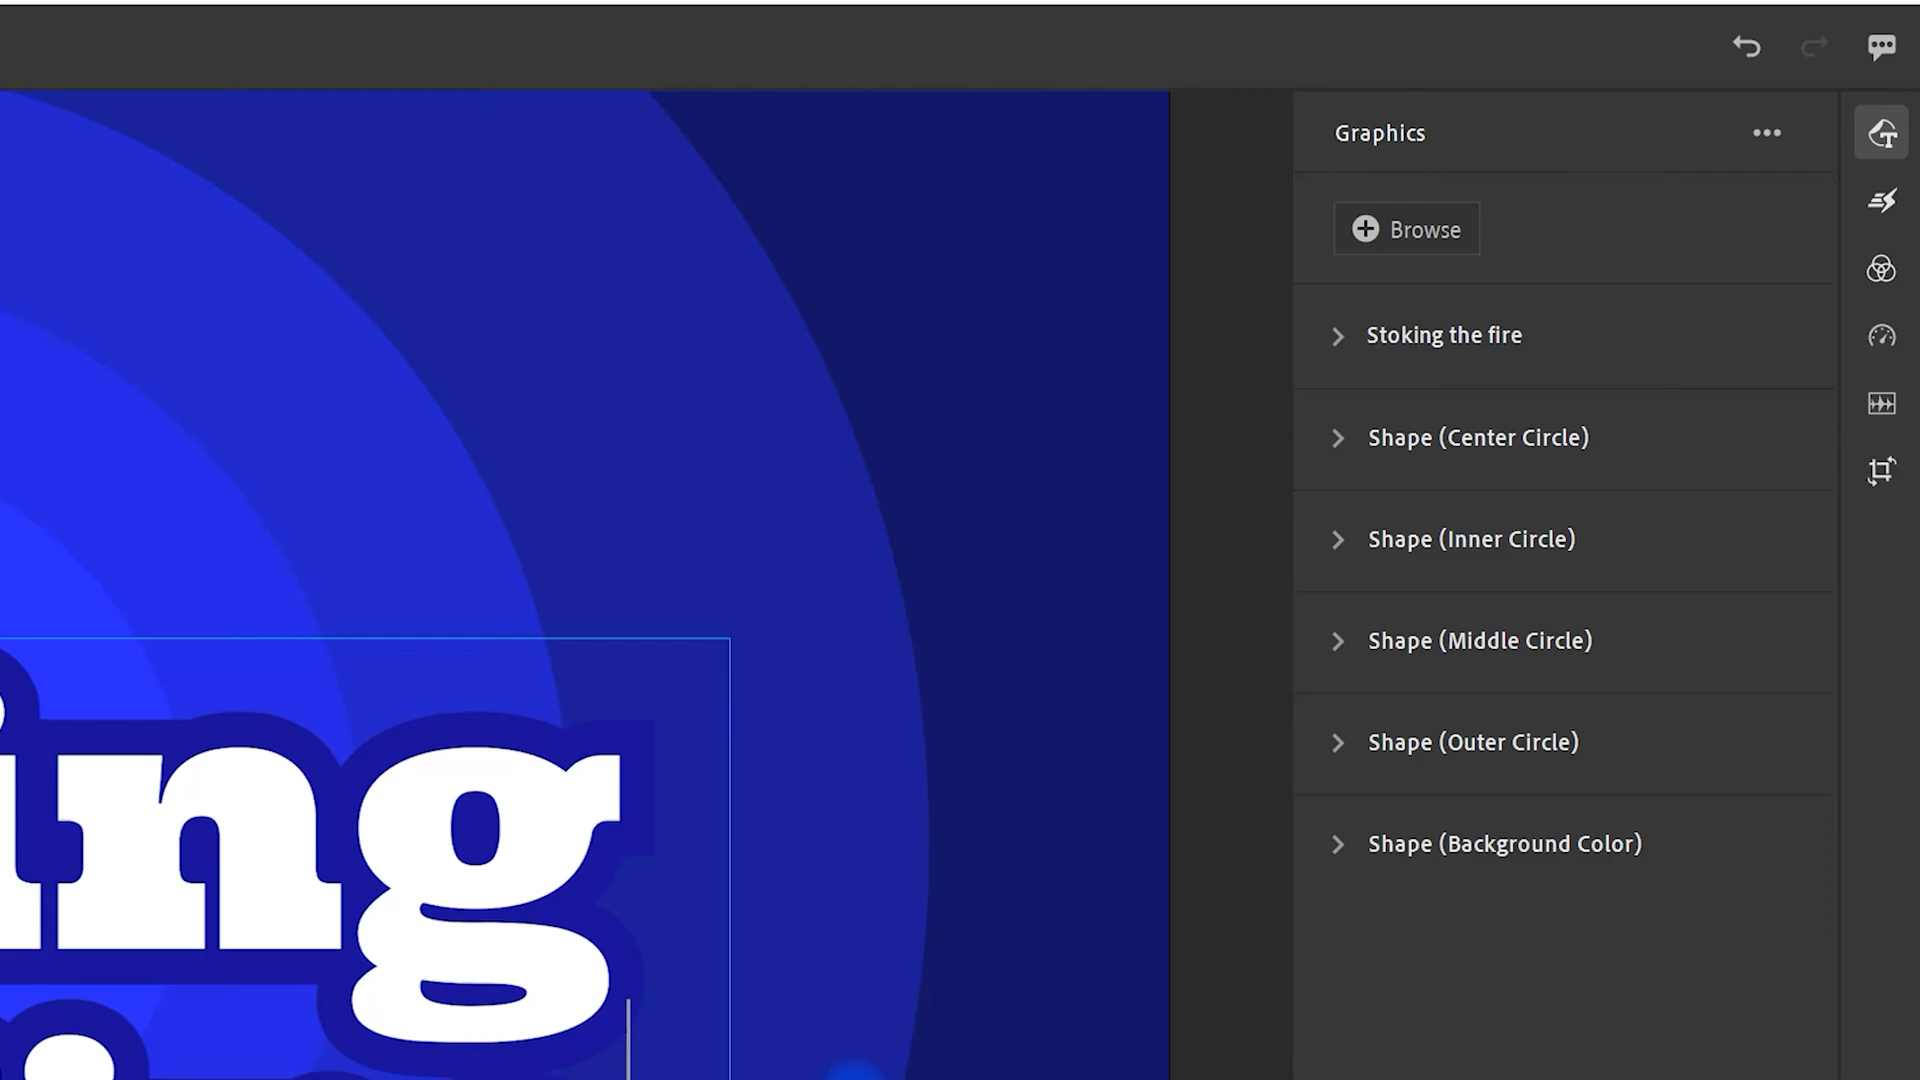 Graphics
Browse
Stoking the fire
Shape (Center Circle)
Shape (Inner Circle)
Shape (Middle Circle)
Shape (Outer Circle)
Shape (Background Color)
ing